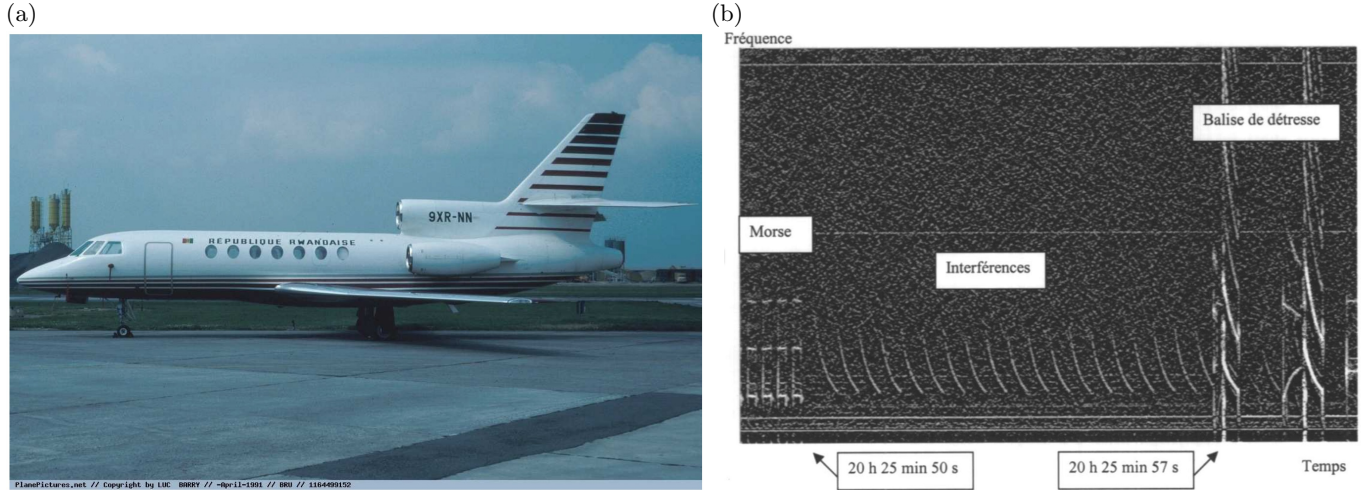 (a)
9XR-NN
RÉPUBLIQUE RWANDAISE
PlanePictures.net // Copyright by LUC BARRY // -April-1991 // BRU // 1164499152
(b)
Fréquence
Balise de détresse
Morse
Interférences
20 h 25 min 50 s
20 h 25 min 57 s
Temps